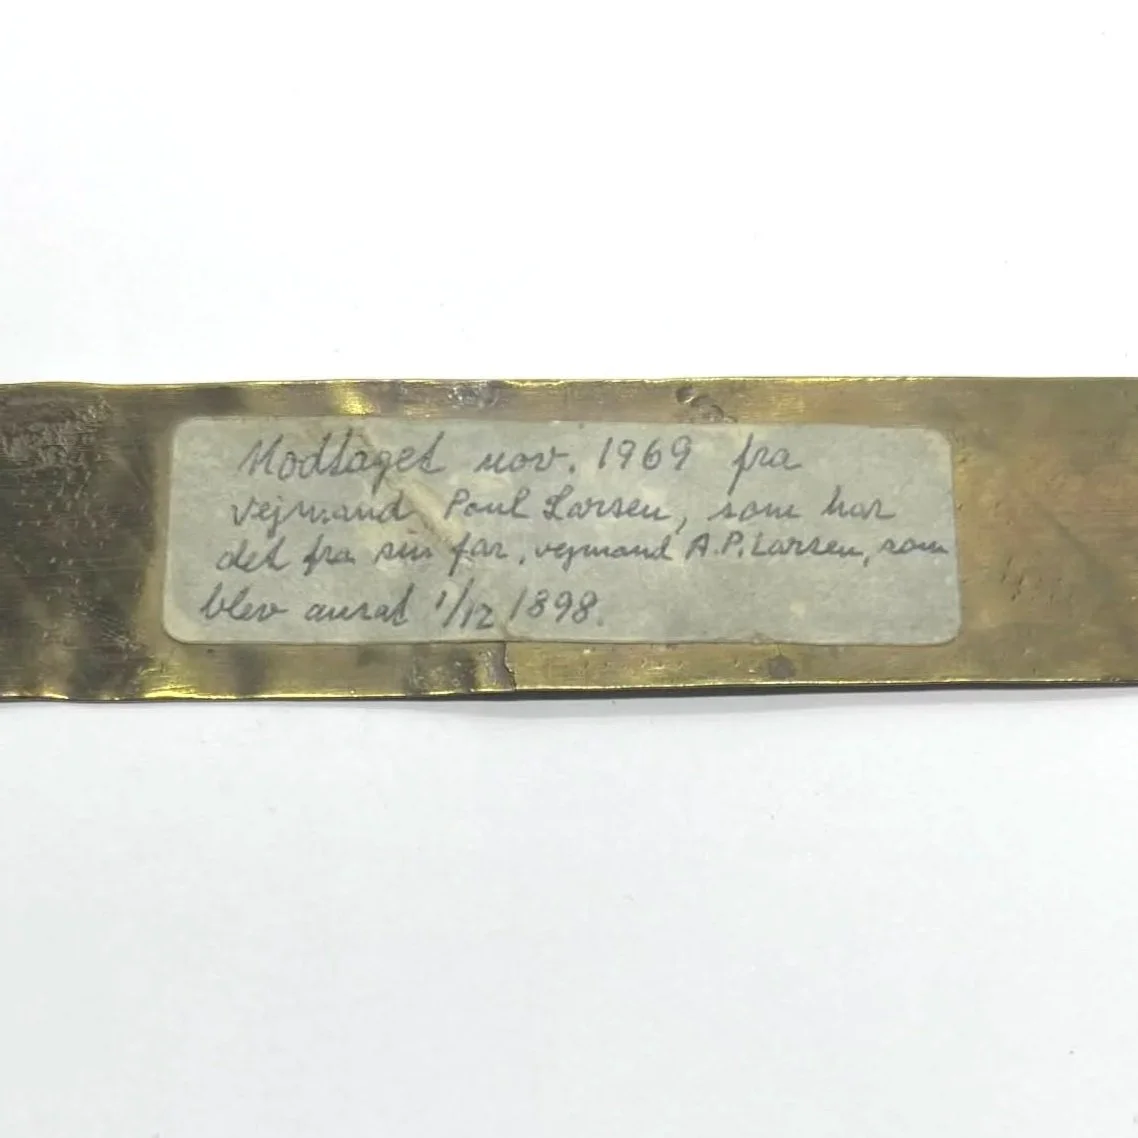 Modtaget nov. 1969 fra
vejmand Poul Larsen, som har
det fra sin far, vejmand A.P. Larsen, som
blev ansat 1/12 1898.